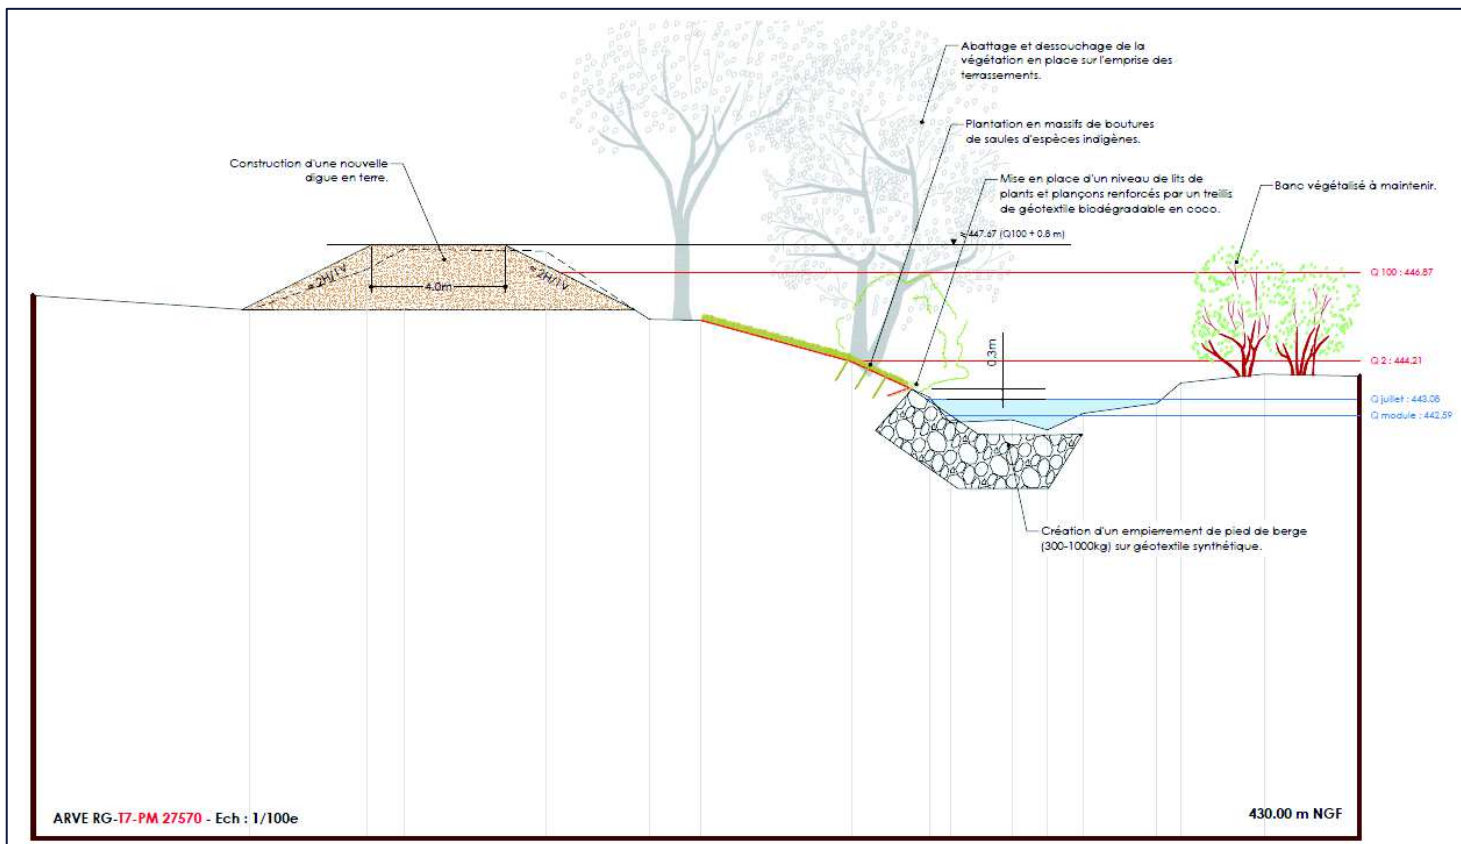 Abattage et dessouchage de la
végétation en place sur l'emprise des
terrassements.
Plantation en massifs de boutures
de saules d'espèces indigènes.
Construction d'une nouvelle
digue en terre.
Mise en place d'un niveau de lits de
plants et plançons renforcés par un treillis
de géotextile biodégradable en coco.
Banc végétalisé à maintenir.
≈ 447.67 (Q100 + 0.8 m)
≈ 2H/1V
4.0m
≈ 2H/1V
Q 100 : 446.87
0.3m
Q 2 : 444.21
Q juillet : 443.08
Q module : 442.59
Création d'un empierrement de pied de berge
(300-1000kg) sur géotextile synthétique.
ARVE RG-T7-PM 27570 - Ech : 1/100e
430.00 m NGF